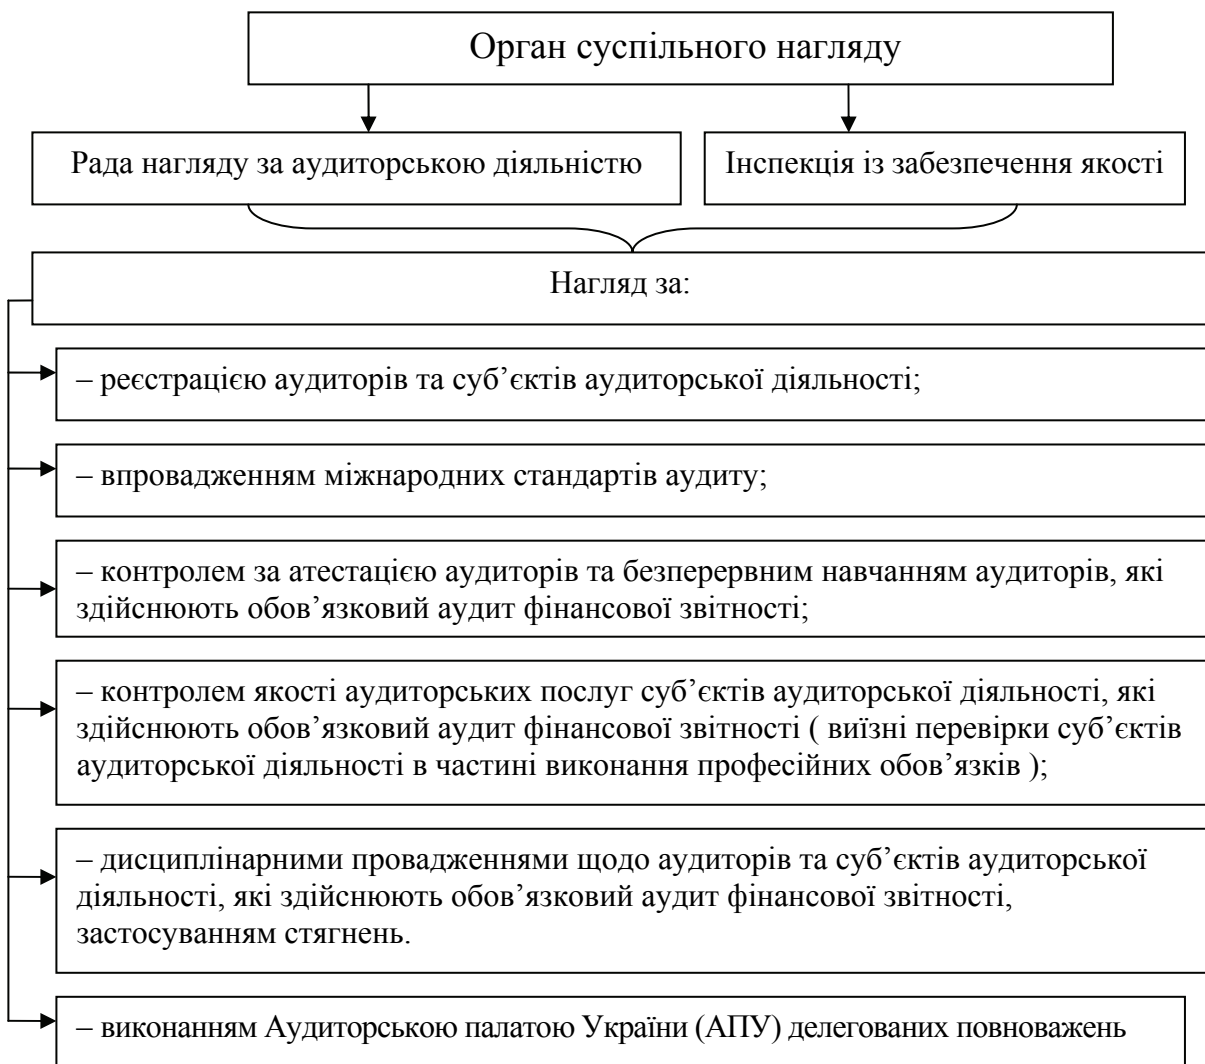 Орган суспільного нагляду
Рада нагляду за аудиторською діяльністю
Інспекція із забезпечення якості
Нагляд за:
– реєстрацією аудиторів та суб’єктів аудиторської діяльності;
– впровадженням міжнародних стандартів аудиту;
– контролем за атестацією аудиторів та безперервним навчанням аудиторів, які
здійснюють обов’язковий аудит фінансової звітності;
– контролем якості аудиторських послуг суб’єктів аудиторської діяльності, які
здійснюють обов’язковий аудит фінансової звітності ( виїзні перевірки суб’єктів
аудиторської діяльності в частині виконання професійних обов’язків );
– дисциплінарними провадженнями щодо аудиторів та суб’єктів аудиторської
діяльності, які здійснюють обов’язковий аудит фінансової звітності,
застосуванням стягнень.
– виконанням Аудиторською палатою України (АПУ) делегованих повноважень